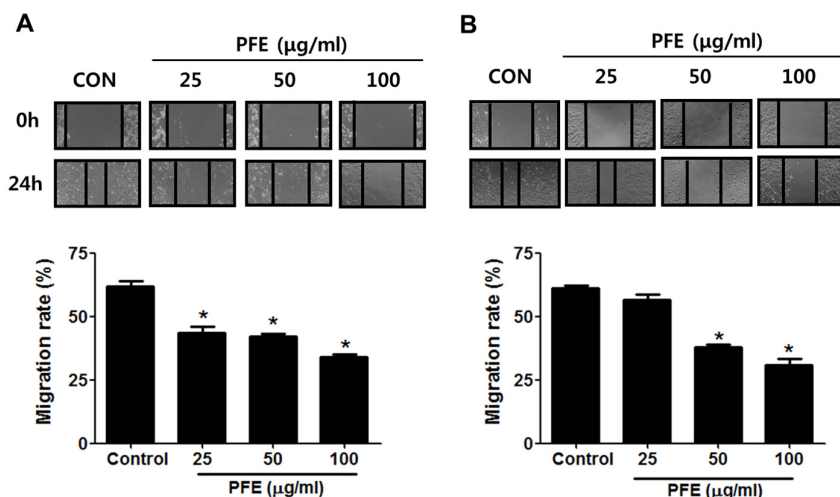 A
PFE (μg/ml)
CON 25 50 100
0h
24h
75
50
25
0
Migration rate (%)
* * *
Control 25 50 100
PFE (μg/ml)
B
PFE (μg/ml)
CON 25 50 100
75
50
25
0
Migration rate (%)
* *
Control 25 50 100
PFE (μg/ml)